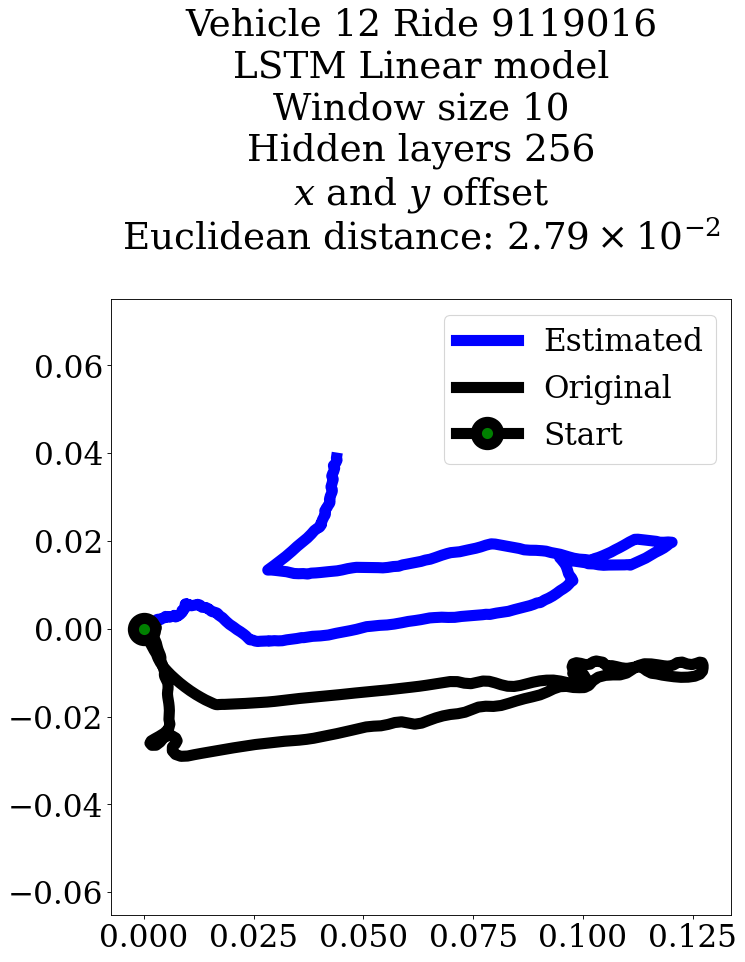 Vehicle 12 Ride 9119016
LSTM Linear model
Window size 10
Hidden layers 256
x and y offset
Euclidean distance: 2.79 × 10⁻²
Estimated
Original
Start
0.06
0.04
0.02
0.00
−0.02
−0.04
−0.06
0.000 0.025 0.050 0.075 0.100 0.125